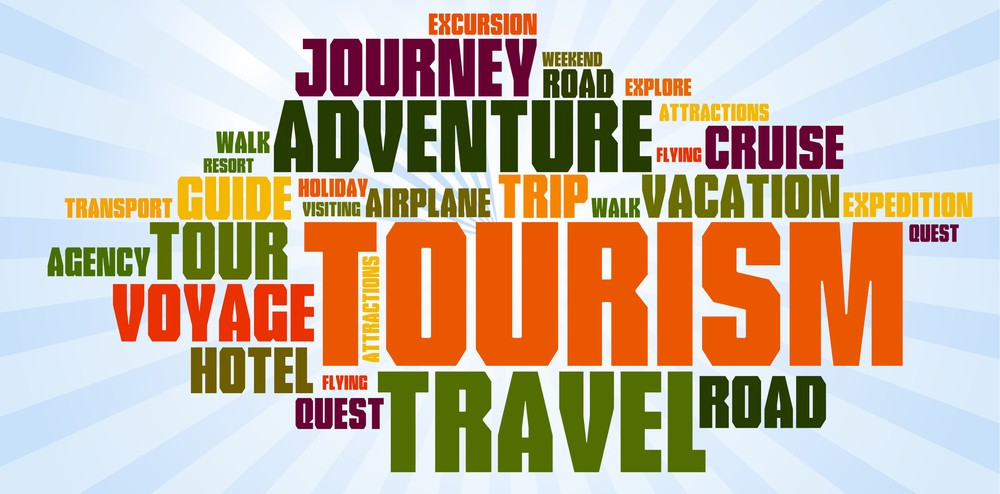 EXCURSION
JOURNEY
WEEKEND
ROAD
EXPLORE
ADVENTURE
ATTRACTIONS
WALK
FLYING
CRUISE
RESORT
TRANSPORT
GUIDE
HOLIDAY
VISITING
AIRPLANE
TRIP
WALK
VACATION
EXPEDITION
AGENCY
TOUR
TOURISM
QUEST
ATTRACTIONS
VOYAGE
HOTEL
FLYING
QUEST
TRAVEL
ROAD